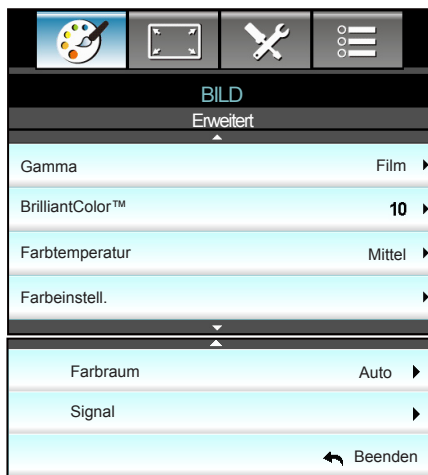 BILD
Erweitert
Gamma Film
BrilliantColor™ 10
Farbtemperatur Mittel
Farbeinstell.
Farbraum Auto
Signal
Beenden